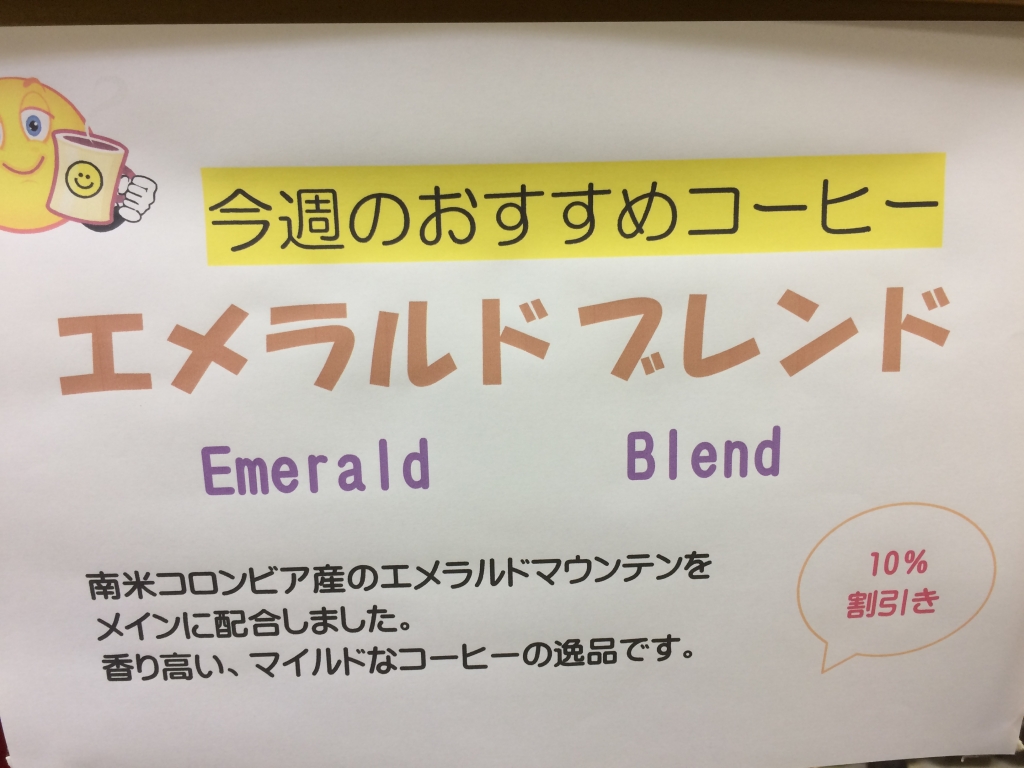 今週のおすすめコーヒー
エメラルドブレンド
Emerald Blend
南米コロンビア産のエメラルドマウンテンを
メインに配合しました。
香り高い、マイルドなコーヒーの逸品です。
10%
割引き